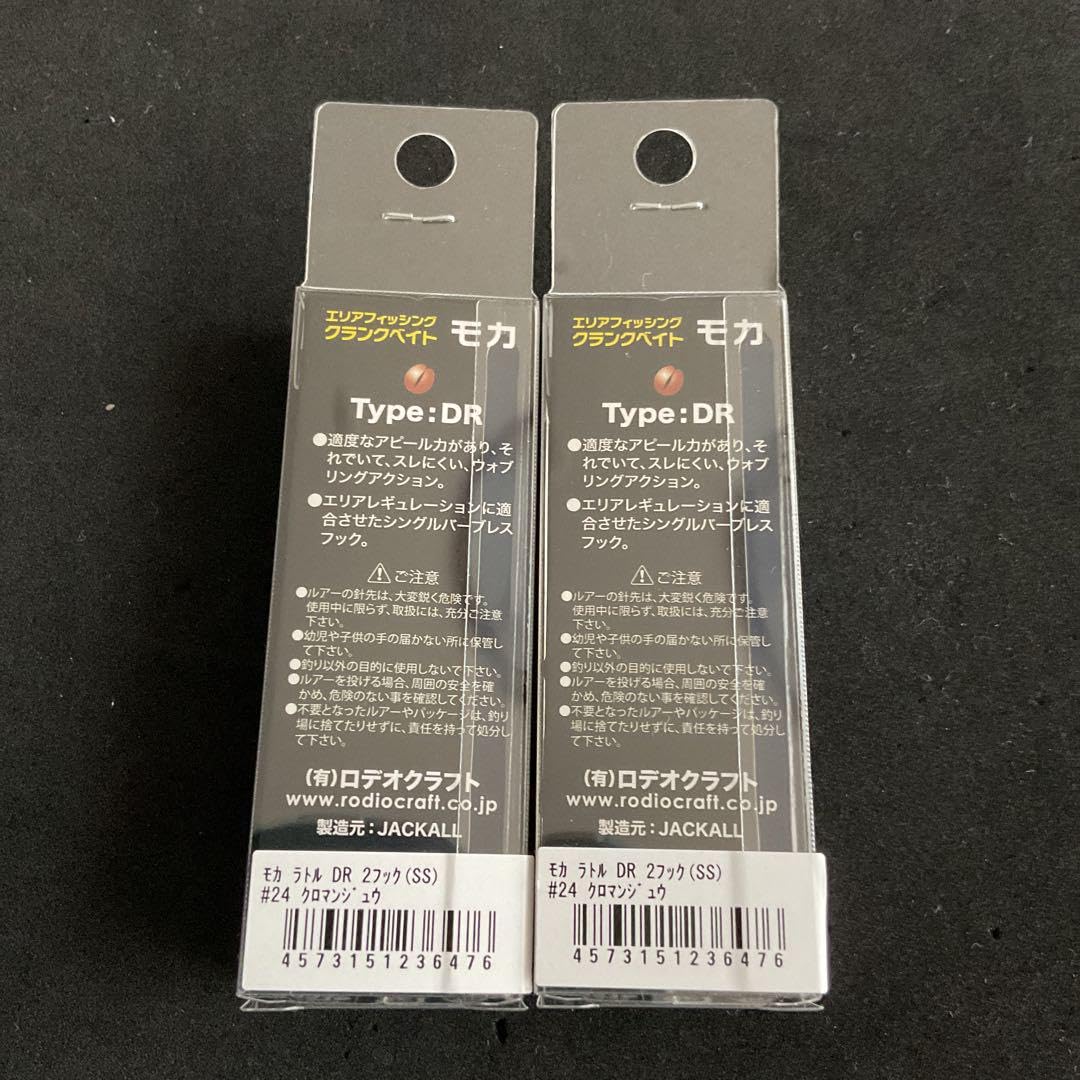 エリアフィッシング
クランクベイト モカ
Type:DR
●適度なアピール力があり、そ
れでいて、スレにくい、ウォブ
リングアクション。
●エリアレギュレーションに適
合させたシングルバーブレス
フック。
⚠ご注意
●ルアーの針先は、大変鋭く危険です。
使用中に限らず、取扱には、充分ご注意
下さい。
●幼児や子供の手の届かない所に保管し
て下さい。
●釣り以外の目的に使用しないで下さい。
●ルアーを投げる場合、周囲の安全を確
かめ、危険のない事を確認してください。
●不要となったルアーやパッケージは、釣り
場に捨てたりせずに、責任を持って処分し
て下さい。
(有)ロデオクラフト
www.rodiocraft.co.jp
製造元:JACKALL
ﾓｶ ﾗﾄﾙ DR 2ﾌｯｸ(SS)
#24 ｸﾛﾏﾝｼﾞｭｳ
4573151236476
エリアフィッシング
クランクベイト モカ
Type:DR
●適度なアピール力があり、そ
れでいて、スレにくい、ウォブ
リングアクション。
●エリアレギュレーションに適
合させたシングルバーブレス
フック。
⚠ご注意
●ルアーの針先は、大変鋭く危険です。
使用中に限らず、取扱には、充分ご注意
下さい。
●幼児や子供の手の届かない所に保管し
て下さい。
●釣り以外の目的に使用しないで下さい。
●ルアーを投げる場合、周囲の安全を確
かめ、危険のない事を確認してください。
●不要となったルアーやパッケージは、釣り
場に捨てたりせずに、責任を持って処分し
て下さい。
(有)ロデオクラフト
www.rodiocraft.co.jp
製造元:JACKALL
ﾓｶ ﾗﾄﾙ DR 2ﾌｯｸ(SS)
#24 ｸﾛﾏﾝｼﾞｭｳ
4573151236476